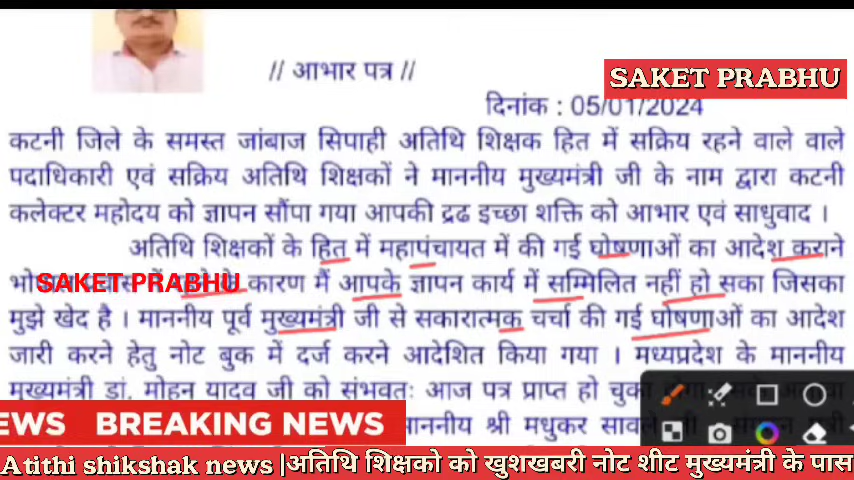 // आभार पत्र //
SAKET PRABHU
दिनांक : 05/01/2024
कटनी जिले के समस्त जांबाज सिपाही अतिथि शिक्षक हित में सक्रिय रहने वाले वाले
पदाधिकारी एवं सक्रिय अतिथि शिक्षकों ने माननीय मुख्यमंत्री जी के नाम द्वारा कटनी
कलेक्टर महोदय को ज्ञापन सौंपा गया आपकी द्रढ इच्छा शक्ति को आभार एवं साधुवाद ।
अतिथि शिक्षकों के हित में महापंचायत में की गई घोषणाओं का आदेश कराने
SAKET PRABHU
कारण मैं आपके ज्ञापन कार्य में सम्मिलित नहीं हो सका जिसका
मुझे खेद है । माननीय पूर्व मुख्यमंत्री जी से सकारात्मक चर्चा की गई घोषणाओं का आदेश
जारी करने हेतु नोट बुक में दर्ज करने आदेशित किया गया । मध्यप्रदेश के माननीय
मुख्यमंत्री डां. मोहन यादव जी को संभवतः आज पत्र प्राप्त हो चुका
EWS BREAKING NEWS
माननीय श्री मधुकर
Atithi shikshak news |अतिथि शिक्षको को खुशखबरी नोट शीट मुख्यमंत्री के पास